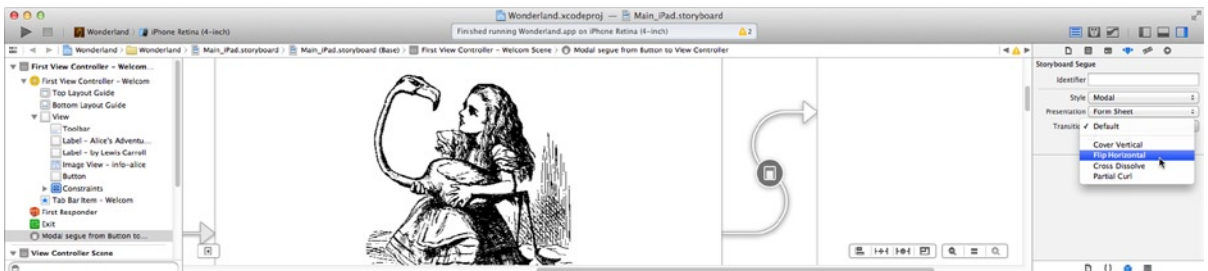 Wonderland.xcodeproj — Main_iPad.storyboard
Wonderland iPhone Retina (4-inch)
Finished running Wonderland.app on iPhone Retina (4-inch)
2
Wonderland Wonderland Main_iPad.storyboard Main_iPad.storyboard (Base) First View Controller – Welcom Scene Modal segue from Button to View Controller
First View Controller – Welcom...
First View Controller – Welcom
Top Layout Guide
Bottom Layout Guide
View
Toolbar
Label – Alice's Adventu...
Label – by Lewis Carroll
Image View – info-alice
Button
Constraints
Tab Bar Item – Welcom
First Responder
Exit
Modal segue from Button to...
View Controller Scene
Storyboard Segue
Identifier
Style Modal
Presentation Form Sheet
Transitic ✓ Default
Cover Vertical
Flip Horizontal
Cross Dissolve
Partial Curl